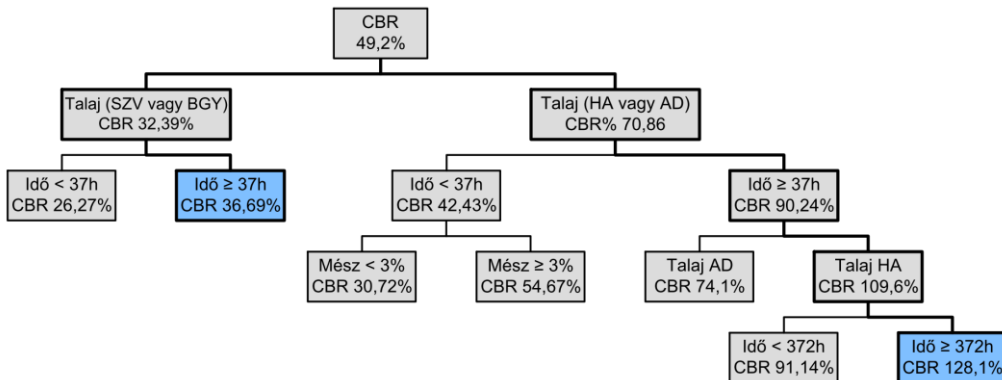 CBR
49,2%
Talaj (SZV vagy BGY)
CBR 32,39%
Talaj (HA vagy AD)
CBR% 70,86
Idő < 37h
CBR 26,27%
Idő ≥ 37h
CBR 36,69%
Idő < 37h
CBR 42,43%
Idő ≥ 37h
CBR 90,24%
Mész < 3%
CBR 30,72%
Mész ≥ 3%
CBR 54,67%
Talaj AD
CBR 74,1%
Talaj HA
CBR 109,6%
Idő < 372h
CBR 91,14%
Idő ≥ 372h
CBR 128,1%